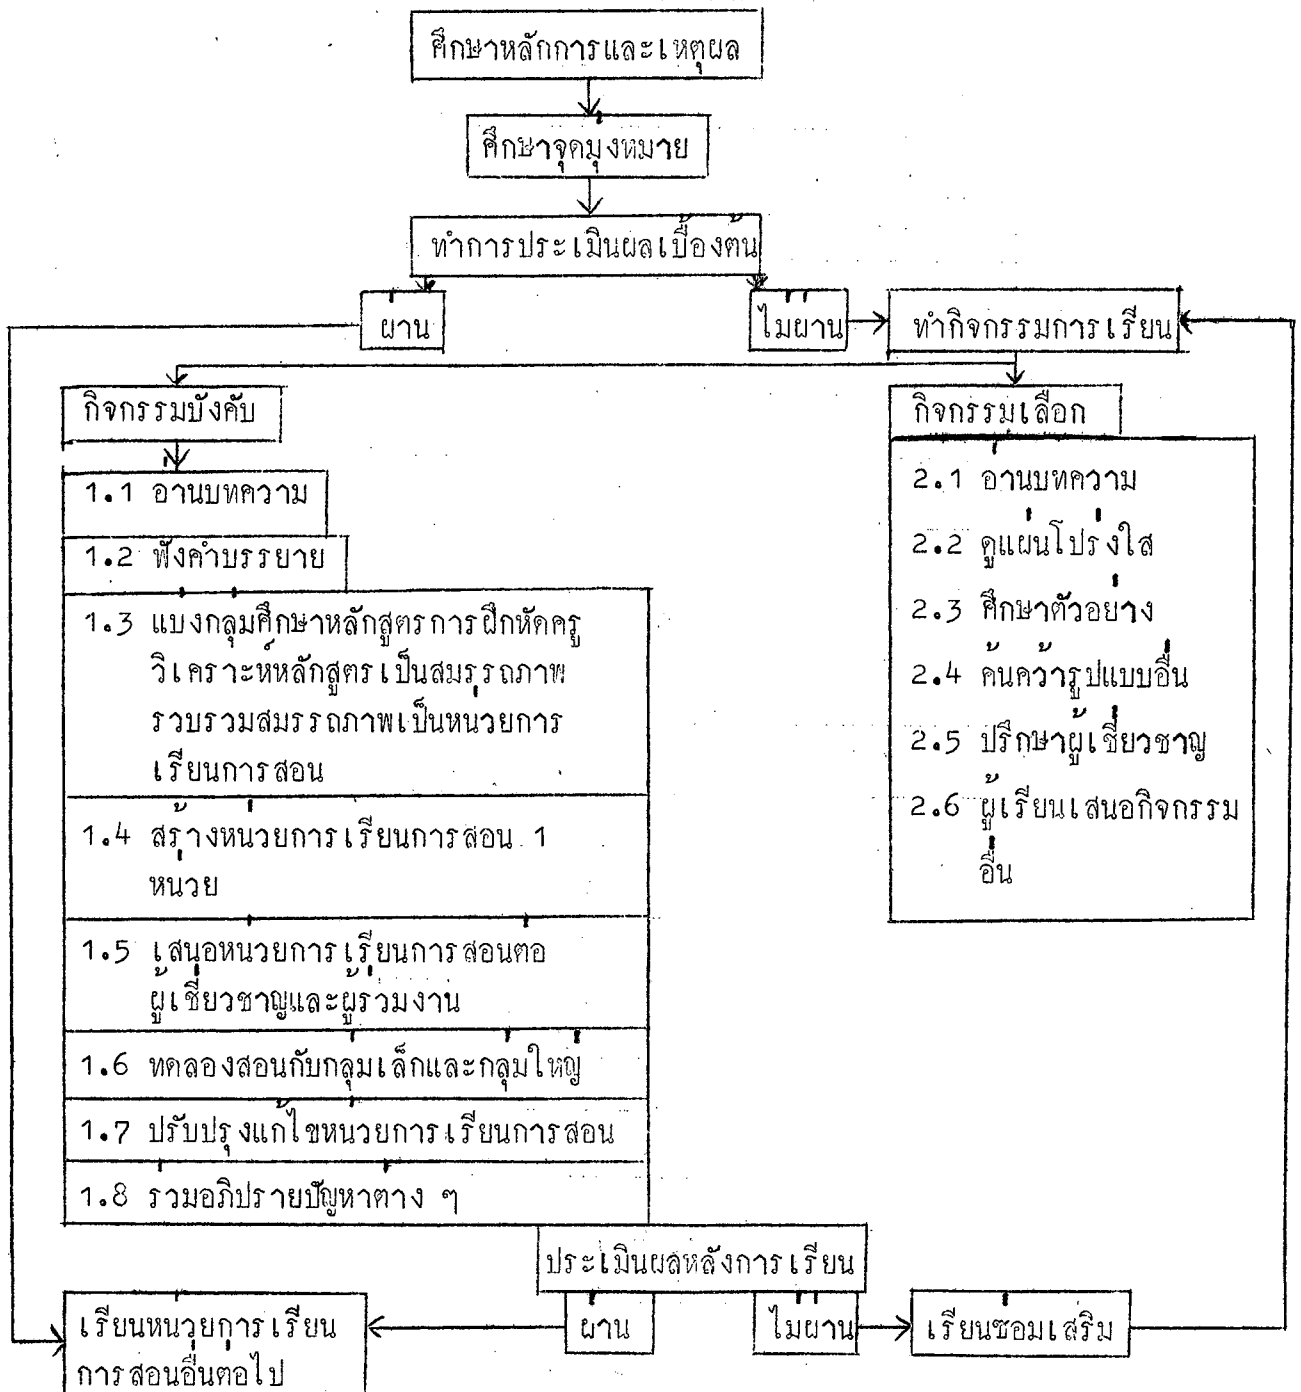 ศึกษาหลักการและเหตุผล
ศึกษาจุดมุ่งหมาย
ทำการประเมินผลเบื้องต้น
ผ่าน
ไม่ผ่าน
ทำกิจกรรมการเรียน
กิจกรรมบังคับ
1.1 อ่านบทความ
1.2 ฟังคำบรรยาย
1.3 แบ่งกลุ่มศึกษาหลักสูตรการฝึกหัดครู
วิเคราะห์หลักสูตรเป็นสมรรถภาพ
รวบรวมสมรรถภาพเป็นหน่วยการ
เรียนการสอน
1.4 สร้างหน่วยการเรียนการสอน 1
หน่วย
1.5 เสนอหน่วยการเรียนการสอนต่อ
ผู้เชี่ยวชาญและผู้ร่วมงาน
1.6 ทดลองสอนกับกลุ่มเล็กและกลุ่มใหญ่
1.7 ปรับปรุงแก้ไขหน่วยการเรียนการสอน
1.8 ร่วมอภิปรายปัญหาต่าง ๆ
กิจกรรมเลือก
2.1 อ่านบทความ
2.2 ดูแผ่นโปร่งใส
2.3 ศึกษาตัวอย่าง
2.4 ค้นคว้ารูปแบบอื่น
2.5 ปรึกษาผู้เชี่ยวชาญ
2.6 ผู้เรียนเสนอกิจกรรม
อื่น
ประเมินผลหลังการเรียน
ผ่าน
ไม่ผ่าน
เรียนซ่อมเสริม
เรียนหน่วยการเรียน
การสอนอื่นต่อไป